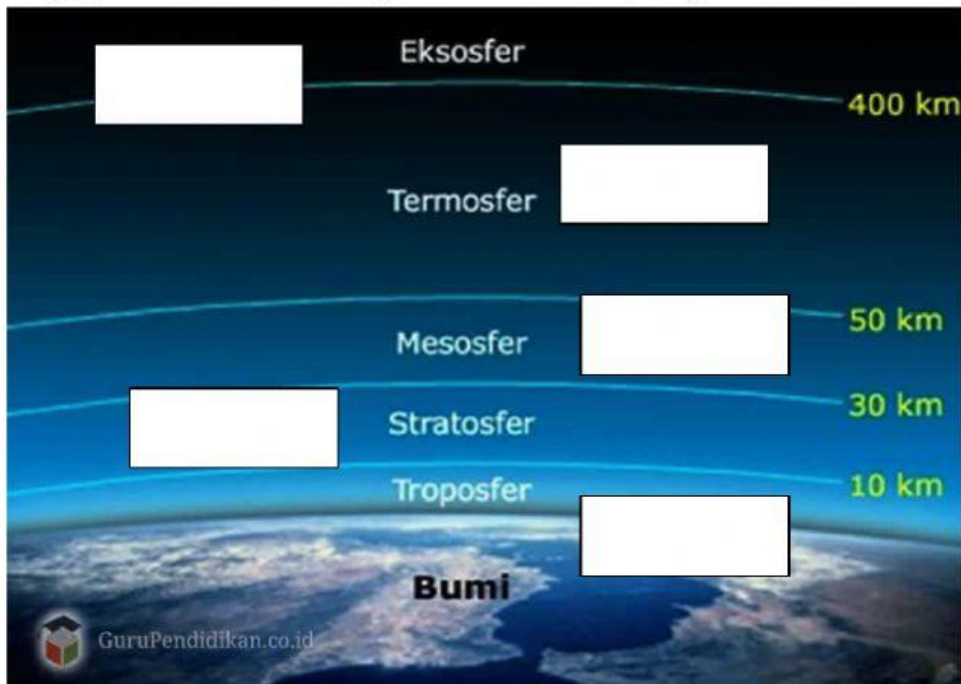 Eksosfer
400 km
Termosfer
50 km
Mesosfer
30 km
Stratosfer
10 km
Troposfer
Bumi
GuruPendidikan.co.id